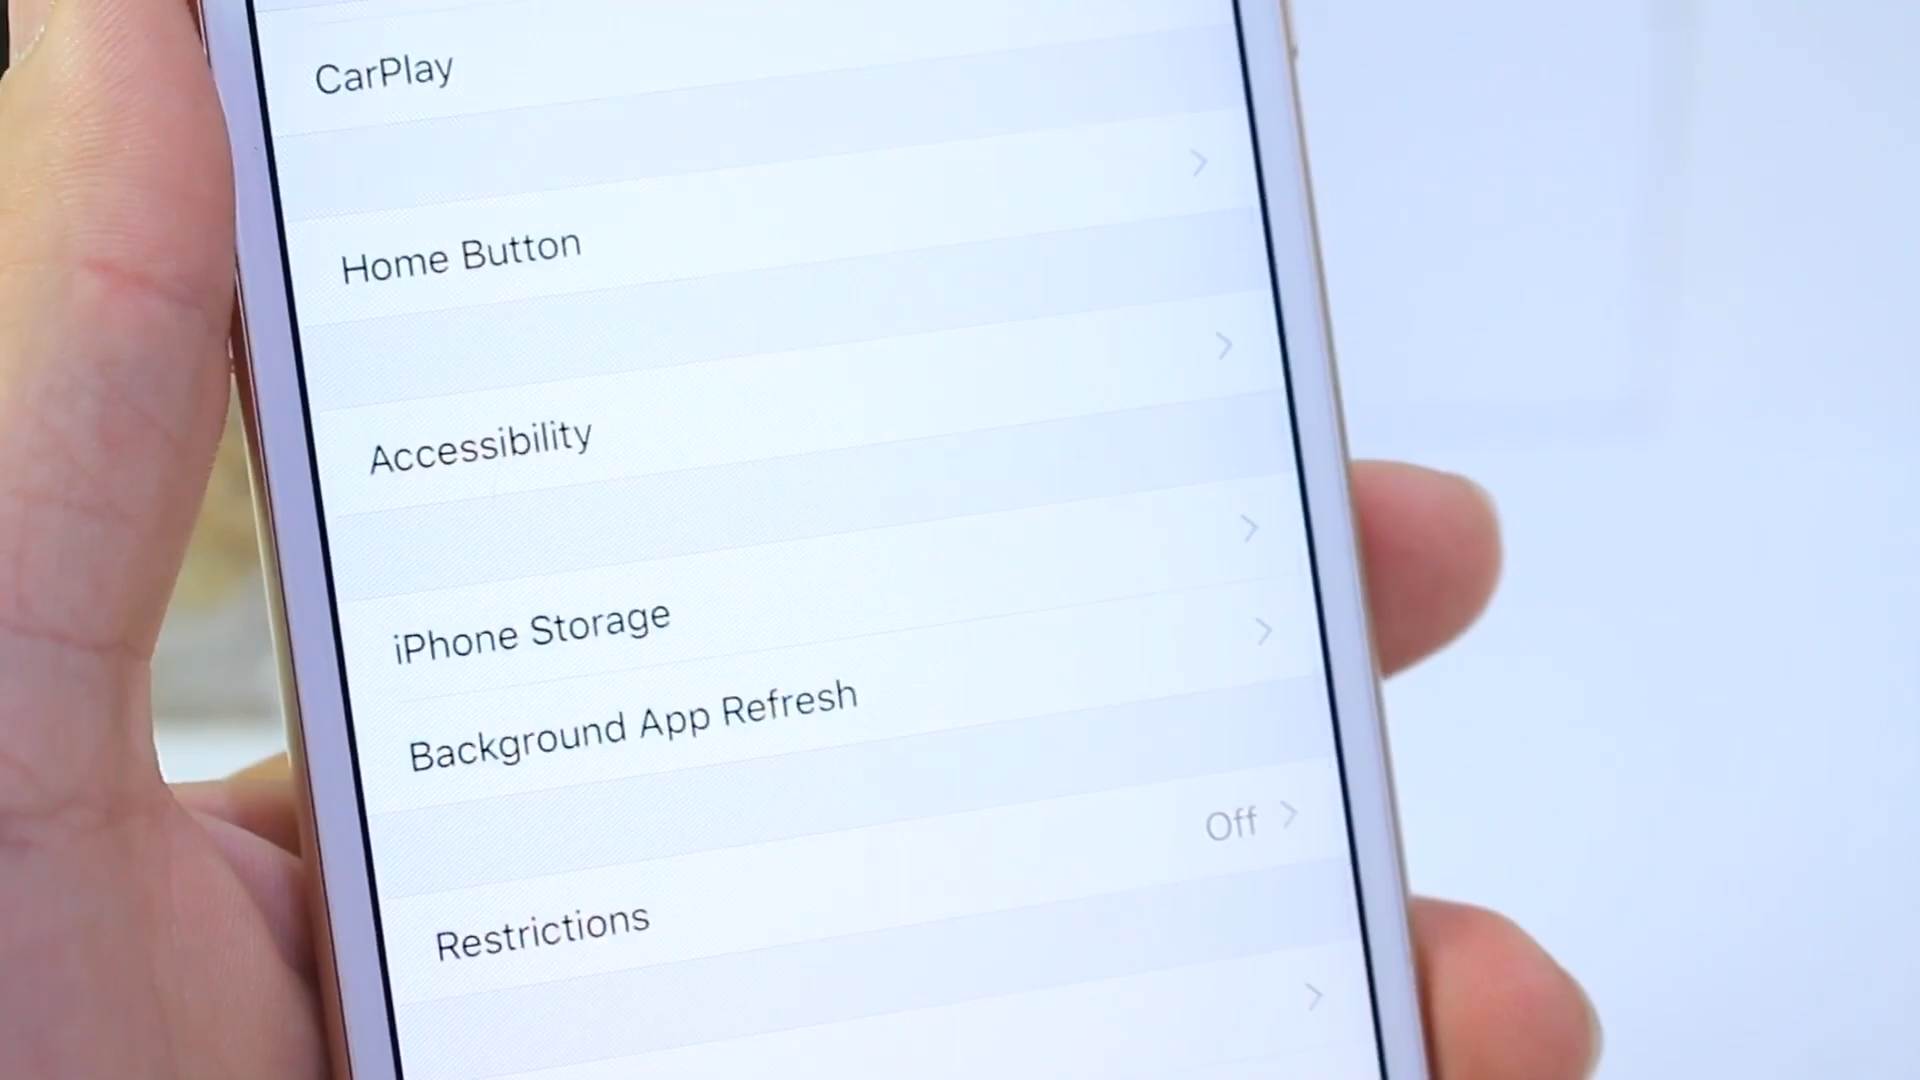 CarPlay
Home Button
Accessibility
iPhone Storage
Background App Refresh
Restrictions
Off